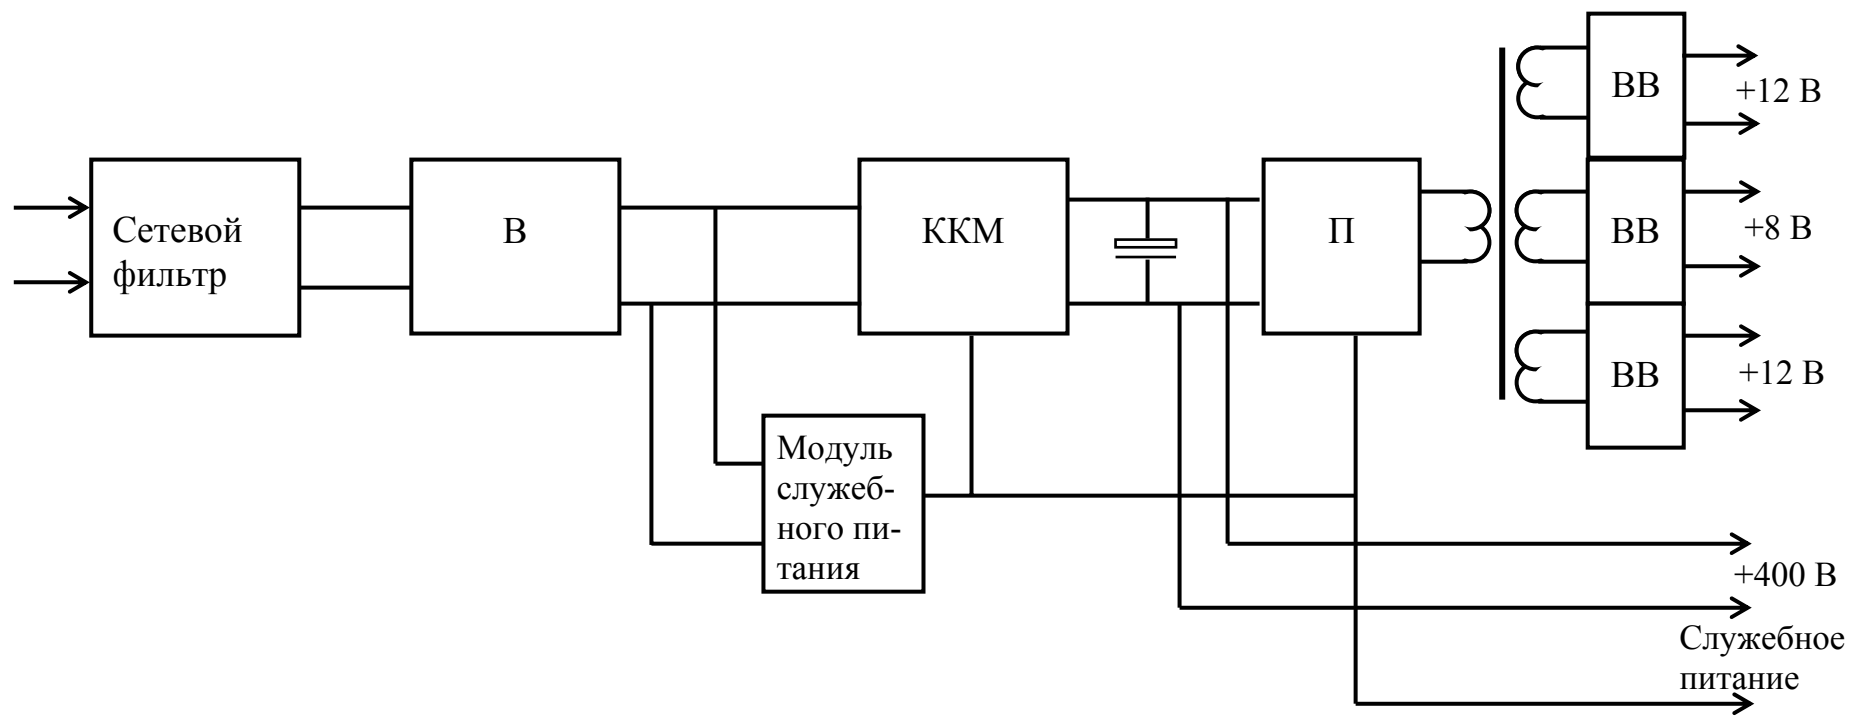 ВВ
+12 В
Сетевой
фильтр
В
ККМ
П
ВВ
+8 В
ВВ
+12 В
Модуль
служеб-
ного пи-
тания
+400 В
Служебное
питание